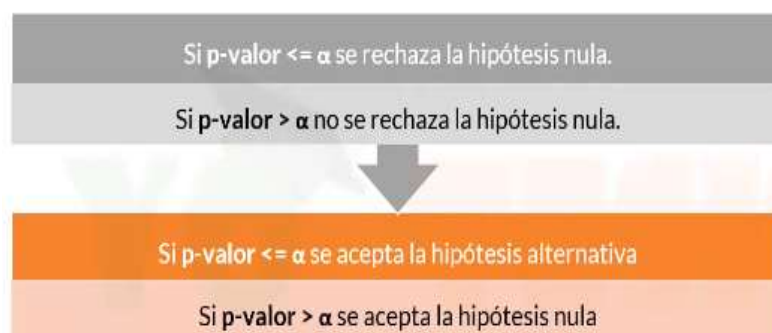 Si p-valor <= α se rechaza la hipótesis nula.
Si p-valor > α no se rechaza la hipótesis nula.
Si p-valor <= α se acepta la hipótesis alternativa
Si p-valor > α se acepta la hipótesis nula